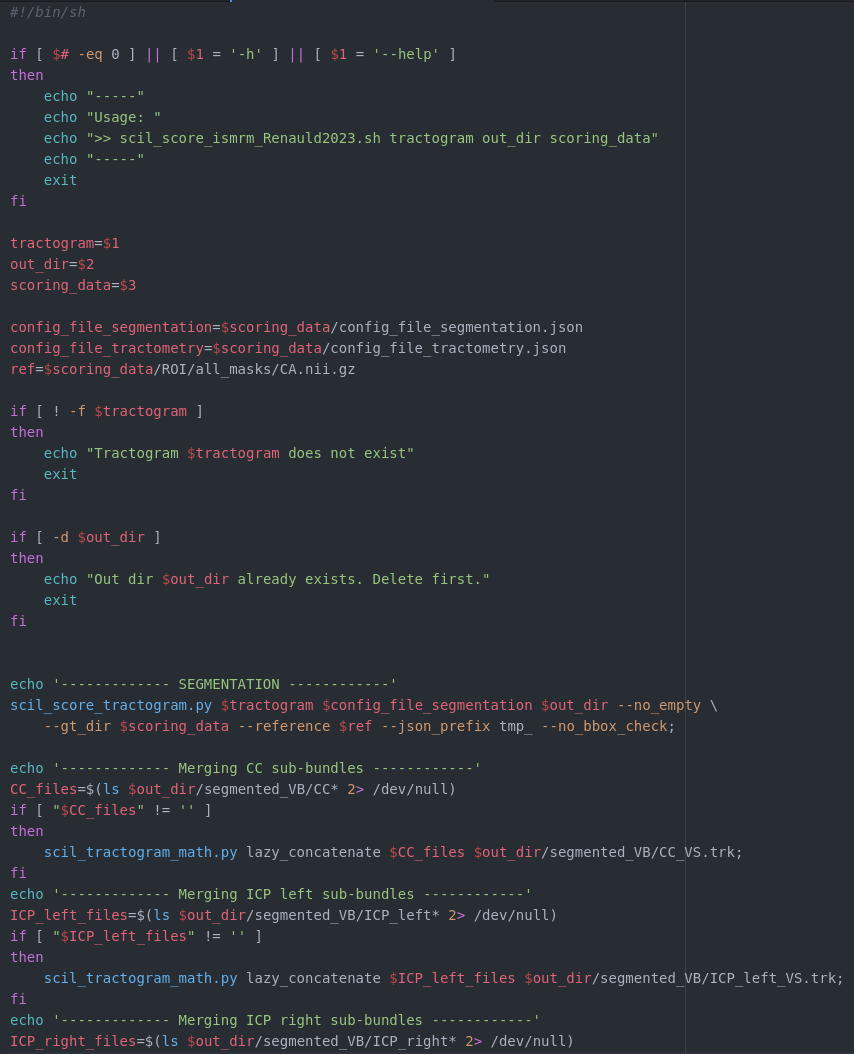 #!/bin/sh
if [ $# -eq 0 ] || [ $1 = '-h' ] || [ $1 = '--help' ]
then
    echo "-----"
    echo "Usage: "
    echo ">> scil_score_ismrm_Renauld2023.sh tractogram out_dir scoring_data"
    echo "-----"
    exit
fi
tractogram=$1
out_dir=$2
scoring_data=$3
config_file_segmentation=$scoring_data/config_file_segmentation.json
config_file_tractometry=$scoring_data/config_file_tractometry.json
ref=$scoring_data/ROI/all_masks/CA.nii.gz
if [ ! -f $tractogram ]
then
    echo "Tractogram $tractogram does not exist"
    exit
fi
if [ -d $out_dir ]
then
    echo "Out dir $out_dir already exists. Delete first."
    exit
fi
echo '------------- SEGMENTATION ------------'
scil_score_tractogram.py $tractogram $config_file_segmentation $out_dir --no_empty \
    --gt_dir $scoring_data --reference $ref --json_prefix tmp_ --no_bbox_check;
echo '------------- Merging CC sub-bundles ------------'
CC_files=$(ls $out_dir/segmented_VB/CC* 2> /dev/null)
if [ "$CC_files" != '' ]
then
    scil_tractogram_math.py lazy_concatenate $CC_files $out_dir/segmented_VB/CC_VS.trk;
fi
echo '------------- Merging ICP left sub-bundles ------------'
ICP_left_files=$(ls $out_dir/segmented_VB/ICP_left* 2> /dev/null)
if [ "$ICP_left_files" != '' ]
then
    scil_tractogram_math.py lazy_concatenate $ICP_left_files $out_dir/segmented_VB/ICP_left_VS.trk;
fi
echo '------------- Merging ICP right sub-bundles ------------'
ICP_right_files=$(ls $out_dir/segmented_VB/ICP_right* 2> /dev/null)